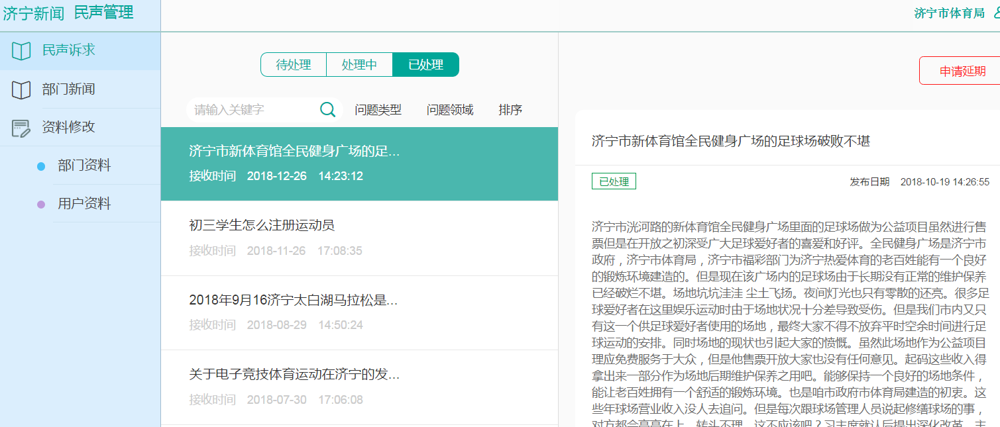 济宁新闻 民声管理
济宁市体育局
民声诉求
部门新闻
资料修改
部门资料
用户资料
待处理 处理中 已处理
请输入关键字 问题类型 问题领域 排序
济宁市新体育馆全民健身广场的足...
接收时间 2018-12-26 14:23:12
初三学生怎么注册运动员
接收时间 2018-11-26 17:08:35
2018年9月16济宁太白湖马拉松是...
接收时间 2018-08-29 14:50:24
关于电子竞技体育运动在济宁的发...
接收时间 2018-07-30 17:06:08
申请延期
济宁市新体育馆全民健身广场的足球场破败不堪
已处理 发布日期 2018-10-19 14:26:55
济宁市洸河路的新体育馆全民健身广场里面的足球场做为公益项目虽然进行售
票但是在开放之初深受广大足球爱好者的喜爱和好评。全民健身广场是济宁市
政府，济宁市体育局，济宁市福彩部门为济宁热爱体育的老百姓能有一个良好
的锻炼环境建造的。但是现在该广场内的足球场由于长期没有正常的维护保养
已经破烂不堪。场地坑坑洼洼 尘土飞扬。夜间灯光也只有零散的还亮。很多足
球爱好者在这里娱乐运动时由于场地状况十分差导致受伤。但是我们市内又只
有这一个供足球爱好者使用的场地，最终大家不得不放弃平时空余时间进行足
球运动的安排。同时场地的现状也引起大家的愤慨。虽然此场地作为公益项目
理应免费服务于大众，但是他售票开放大家也没有任何意见。起码这些收入得
拿出来一部分作为场地后期维护保养之用吧。能够保持一个良好的场地条件，
能让老百姓拥有一个舒适的锻炼环境。也是咱市政府市体育局建造的初衷。这
些年球场营业收入没人去追问。但是每次跟球场管理人员说起修缮球场的事，
对方都会高高在上，转头不理。这不应该吧？习主席就认后提出深化改革，主